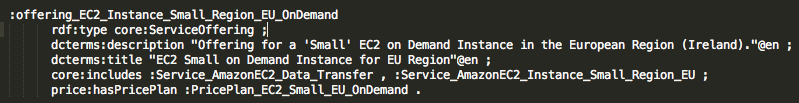 :offering_EC2_Instance_Small_Region_EU_OnDemand
rdf:type core:ServiceOffering ;
dcterms:description "Offering for a 'Small' EC2 on Demand Instance in the European Region (Ireland)."@en ;
dcterms:title "EC2 Small on Demand Instance for EU Region"@en ;
core:includes :Service_AmazonEC2_Data_Transfer , :Service_AmazonEC2_Instance_Small_Region_EU ;
price:hasPricePlan :PricePlan_EC2_Small_EU_OnDemand .